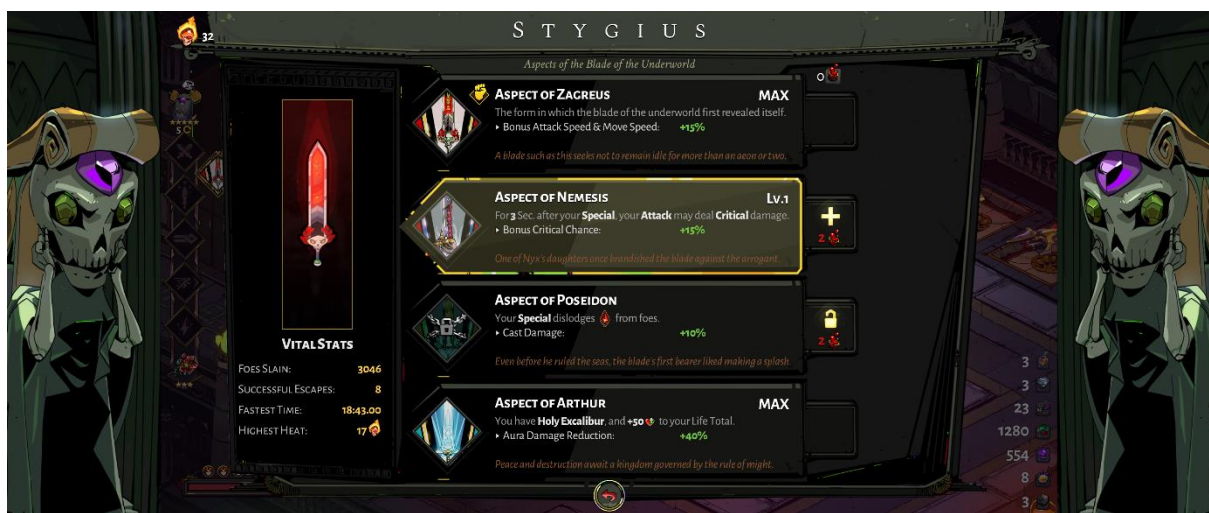 32
STYGIUS
Aspects of the Blade of the Underworld
0
5
ASPECT OF ZAGREUS MAX
The form in which the blade of the underworld first revealed itself.
▸ Bonus Attack Speed & Move Speed: +15%
A blade such as this seeks not to remain idle for more than an aeon or two.
ASPECT OF NEMESIS LV.1
For 3 Sec. after your Special, your Attack may deal Critical damage.
▸ Bonus Critical Chance: +15%
One of Nyx's daughters once brandished the blade against the arrogant.
2
ASPECT OF POSEIDON
Your Special dislodges from foes.
▸ Cast Damage: +10%
Even before he ruled the seas, the blade's first bearer liked making a splash.
2
ASPECT OF ARTHUR MAX
You have Holy Excalibur, and +50 to your Life Total.
▸ Aura Damage Reduction: +40%
Peace and destruction await a kingdom governed by the rule of might.
VITAL STATS
FOES SLAIN: 3046
SUCCESSFUL ESCAPES: 8
FASTEST TIME: 18:43.00
HIGHEST HEAT: 17
3
3
23
1280
554
8
3